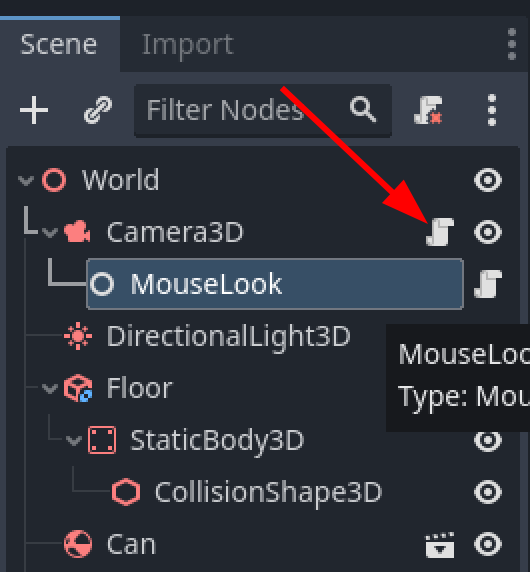 Scene Import
Filter Nodes
World
Camera3D
MouseLook
DirectionalLight3D
MouseLoo
Floor
Type: Mou
StaticBody3D
CollisionShape3D
Can